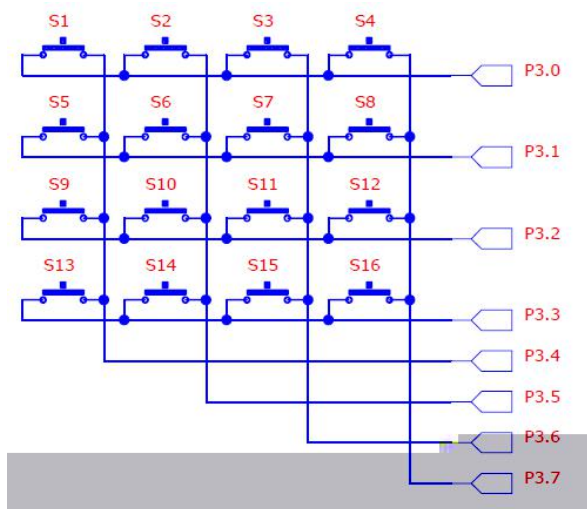 S1 S2 S3 S4
P3.0
S5 S6 S7 S8
P3.1
S9 S10 S11 S12
P3.2
S13 S14 S15 S16
P3.3
P3.4
P3.5
P3.6
P3.7